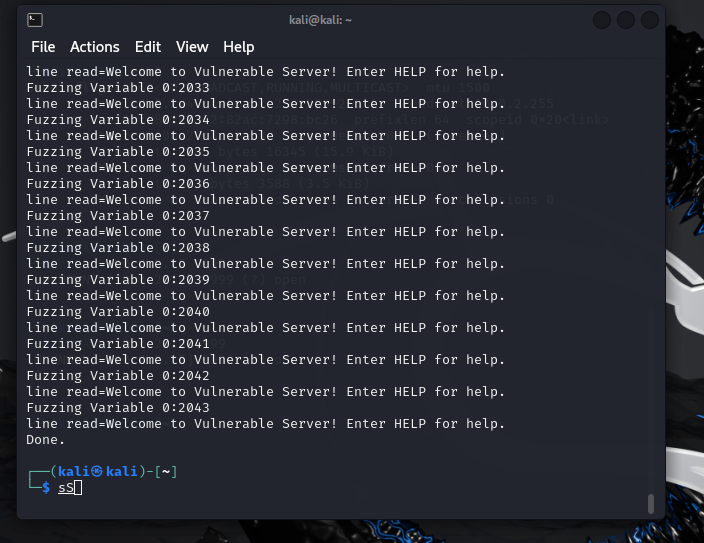 kali@kali: ~
File Actions Edit View Help
line read=Welcome to Vulnerable Server! Enter HELP for help.
Fuzzing Variable 0:2033
line read=Welcome to Vulnerable Server! Enter HELP for help.
Fuzzing Variable 0:2034
line read=Welcome to Vulnerable Server! Enter HELP for help.
Fuzzing Variable 0:2035
line read=Welcome to Vulnerable Server! Enter HELP for help.
Fuzzing Variable 0:2036
line read=Welcome to Vulnerable Server! Enter HELP for help.
Fuzzing Variable 0:2037
line read=Welcome to Vulnerable Server! Enter HELP for help.
Fuzzing Variable 0:2038
line read=Welcome to Vulnerable Server! Enter HELP for help.
Fuzzing Variable 0:2039
line read=Welcome to Vulnerable Server! Enter HELP for help.
Fuzzing Variable 0:2040
line read=Welcome to Vulnerable Server! Enter HELP for help.
Fuzzing Variable 0:2041
line read=Welcome to Vulnerable Server! Enter HELP for help.
Fuzzing Variable 0:2042
line read=Welcome to Vulnerable Server! Enter HELP for help.
Fuzzing Variable 0:2043
line read=Welcome to Vulnerable Server! Enter HELP for help.
Done.
┌──(kali㉿kali)-[~]
└─$ sS